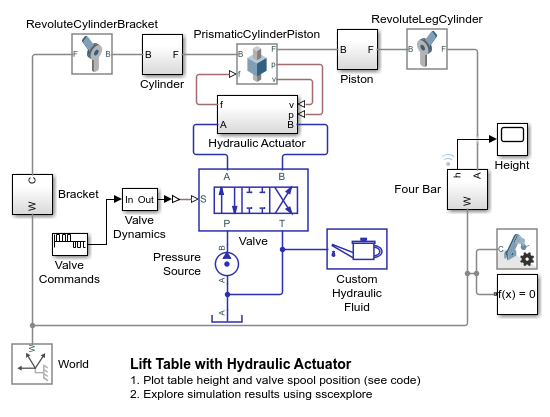 RevoluteCylinderBracket
PrismaticCylinderPiston
RevoluteLegCylinder
F
B
B
F
B
F
f
p
v
B
F
B
F
Cylinder
Piston
f
v
p
A
B
Hydraulic Actuator
Height
h
A
W
Four Bar
C
W
Bracket
In Out
Valve
Dynamics
S
A
B
P
T
Valve
Valve
Commands
Pressure
Source
B
A
Custom
Hydraulic
Fluid
C
f(x) = 0
A
W
World
Lift Table with Hydraulic Actuator
1. Plot table height and valve spool position (see code)
2. Explore simulation results using sscexplore